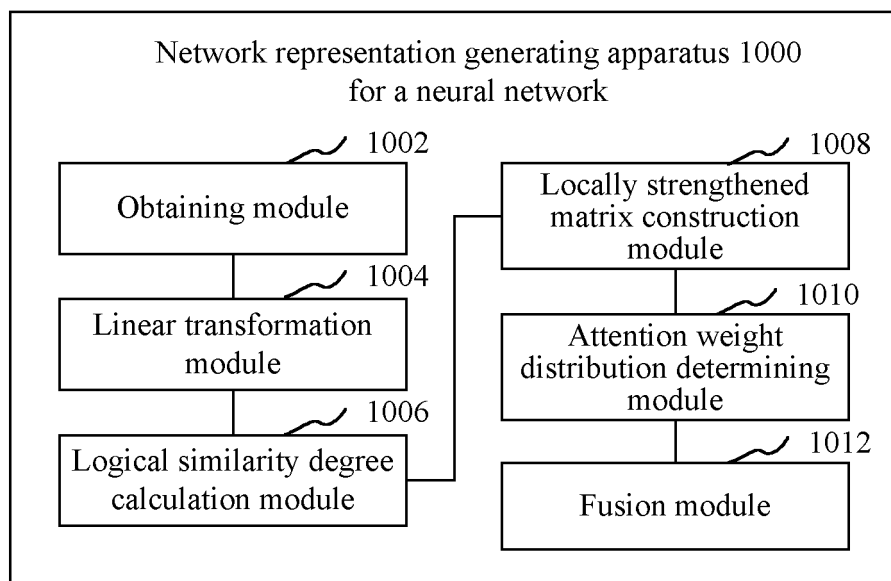 Network representation generating apparatus 1000
for a neural network
1002
Obtaining module
1004
Linear transformation
module
1006
Logical similarity degree
calculation module
1008
Locally strengthened
matrix construction
module
1010
Attention weight
distribution determining
module
1012
Fusion module